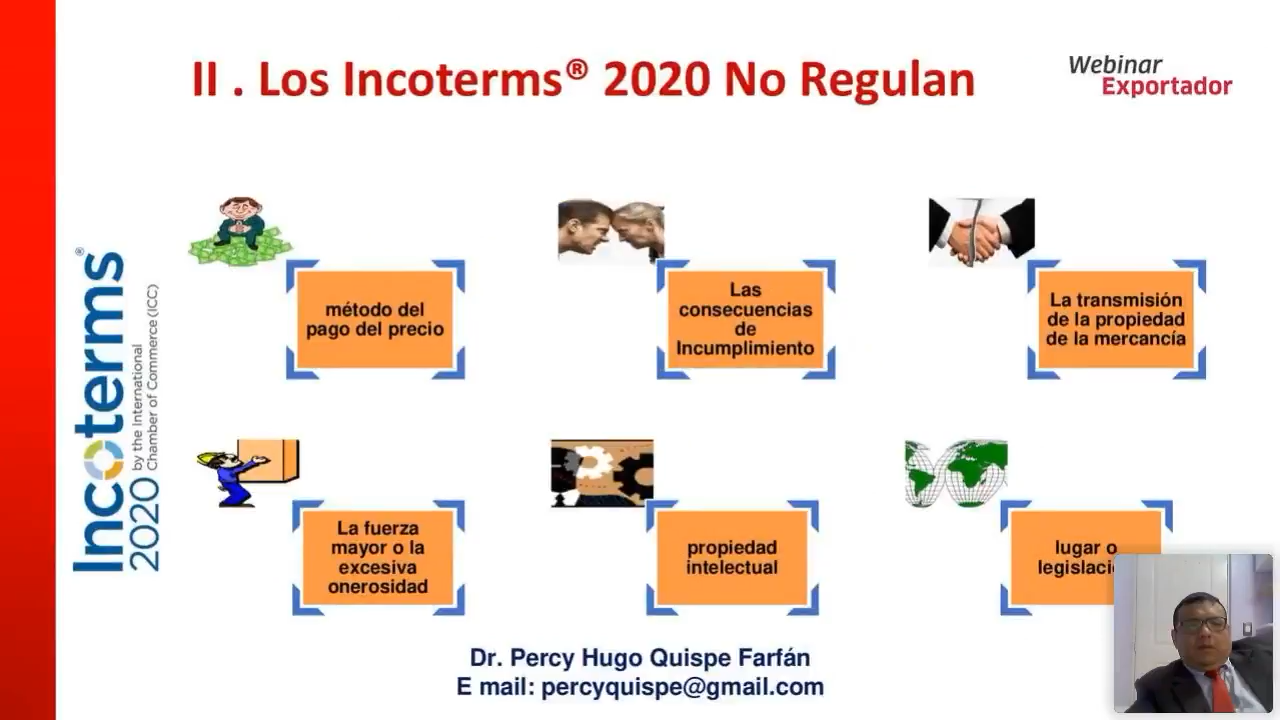 II . Los Incoterms® 2020 No Regulan
Webinar
Exportador
Incoterms®
2020
by the International
Chamber of Commerce (ICC)
método del
pago del precio
Las
consecuencias
de
Incumplimiento
La transmisión
de la propiedad
de la mercancía
La fuerza
mayor o la
excesiva
onerosidad
propiedad
intelectual
lugar o
Dr. Percy Hugo Quispe Farfán
E mail: percyquispe@gmail.com